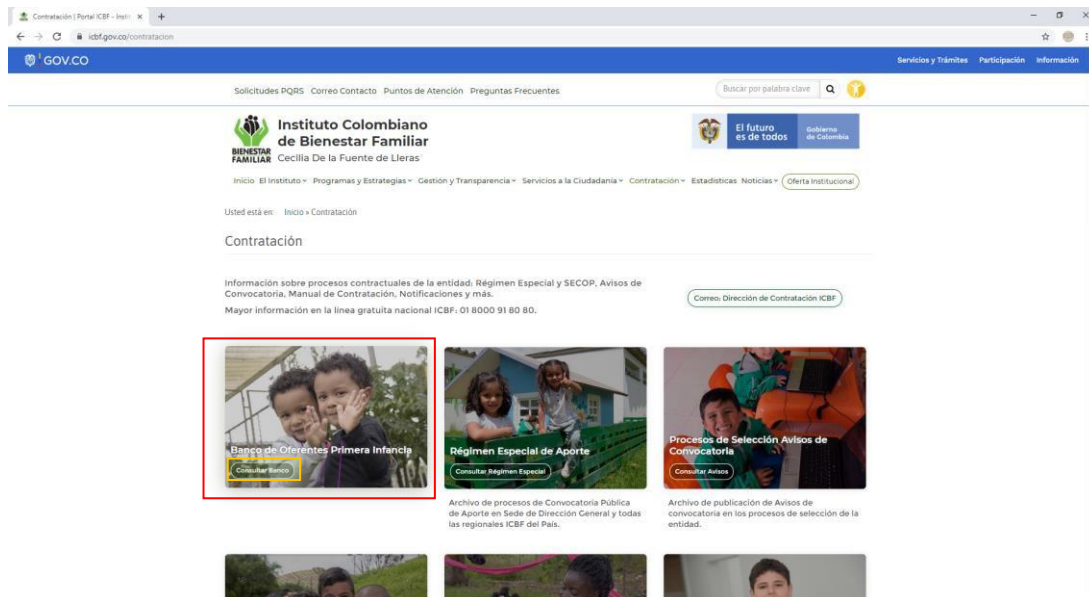 Contratación | Portal ICBF - Insti
icbf.gov.co/contratacion
GOV.CO
Servicios y Trámites Participación Información
Solicitudes PQRS Correo Contacto Puntos de Atención Preguntas Frecuentes
Buscar por palabra clave
BIENESTAR
FAMILIAR
Instituto Colombiano
de Bienestar Familiar
Cecilia De la Fuente de Lleras
El futuro
es de todos
Gobierno
de Colombia
Inicio El Instituto Programas y Estrategias Gestión y Transparencia Servicios a la Ciudadanía Contratación Estadísticas Noticias Oferta Institucional
Usted está en: Inicio » Contratación
Contratación
Información sobre procesos contractuales de la entidad: Régimen Especial y SECOP, Avisos de
Convocatoria, Manual de Contratación, Notificaciones y más.
Mayor información en la línea gratuita nacional ICBF: 01 8000 91 80 80.
Correo: Dirección de Contratación ICBF
Banco de Oferentes Primera Infancia
Consultar Banco
Régimen Especial de Aporte
Consultar Régimen Especial
Archivo de procesos de Convocatoria Pública
de Aporte en Sede de Dirección General y todas
las regionales ICBF del País.
Procesos de Selección Avisos de
Convocatoria
Consultar Avisos
Archivo de publicación de Avisos de
convocatoria en los procesos de selección de la
entidad.